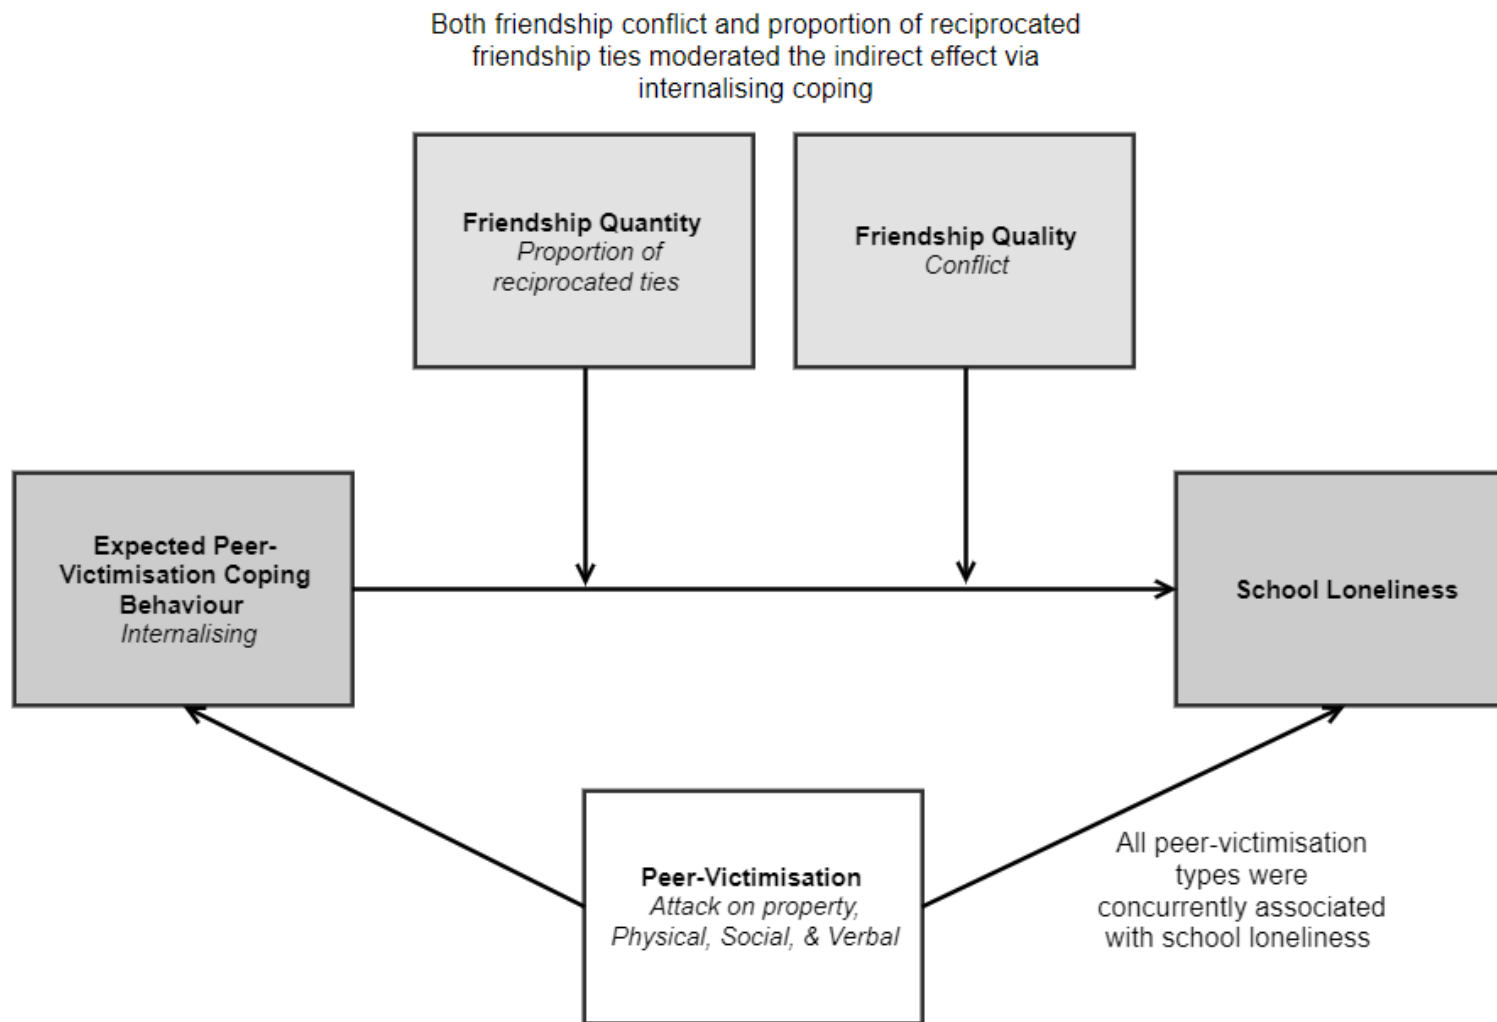 Both friendship conflict and proportion of reciprocated
friendship ties moderated the indirect effect via
internalising coping
Friendship Quantity
Proportion of
reciprocated ties
Friendship Quality
Conflict
Expected Peer-
Victimisation Coping
Behaviour
Internalising
School Loneliness
Peer-Victimisation
Attack on property,
Physical, Social, & Verbal
All peer-victimisation
types were
concurrently associated
with school loneliness